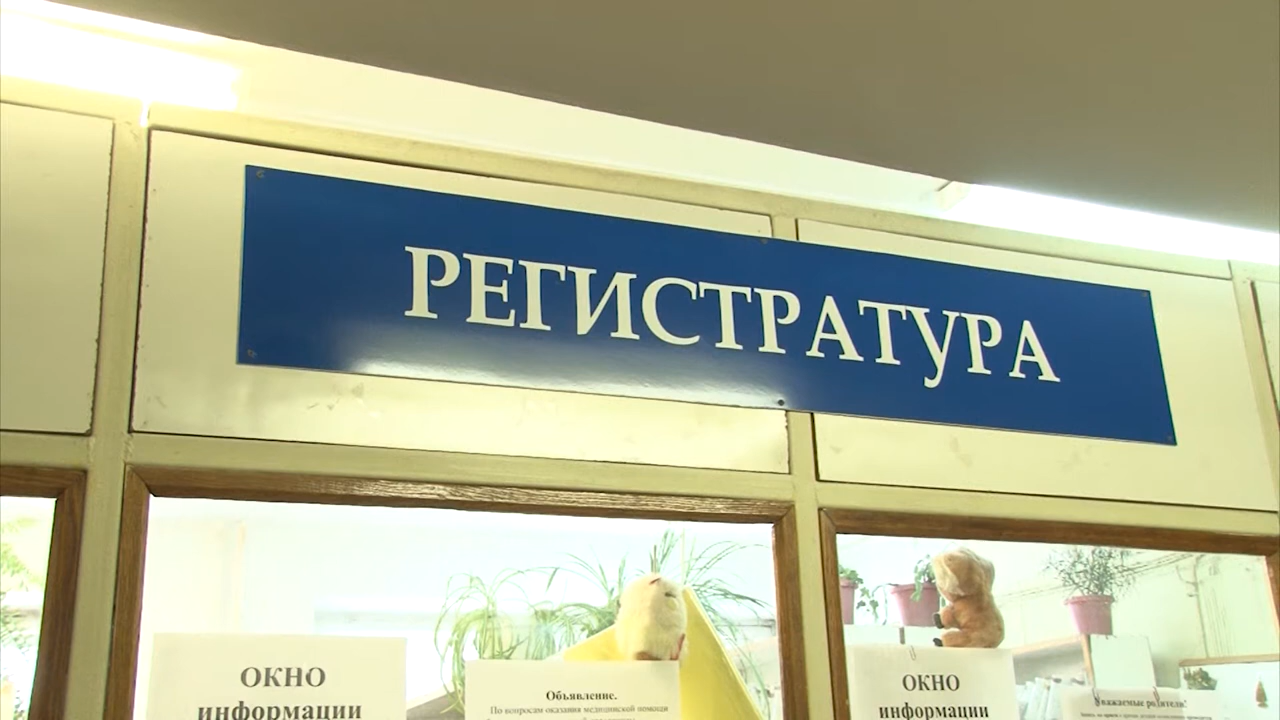 РЕГИСТРАТУРА
ОКНО
информации
Объявление.
По вопросам оказания медицинской помощи
ОКНО
информации
Уважаемые родители!